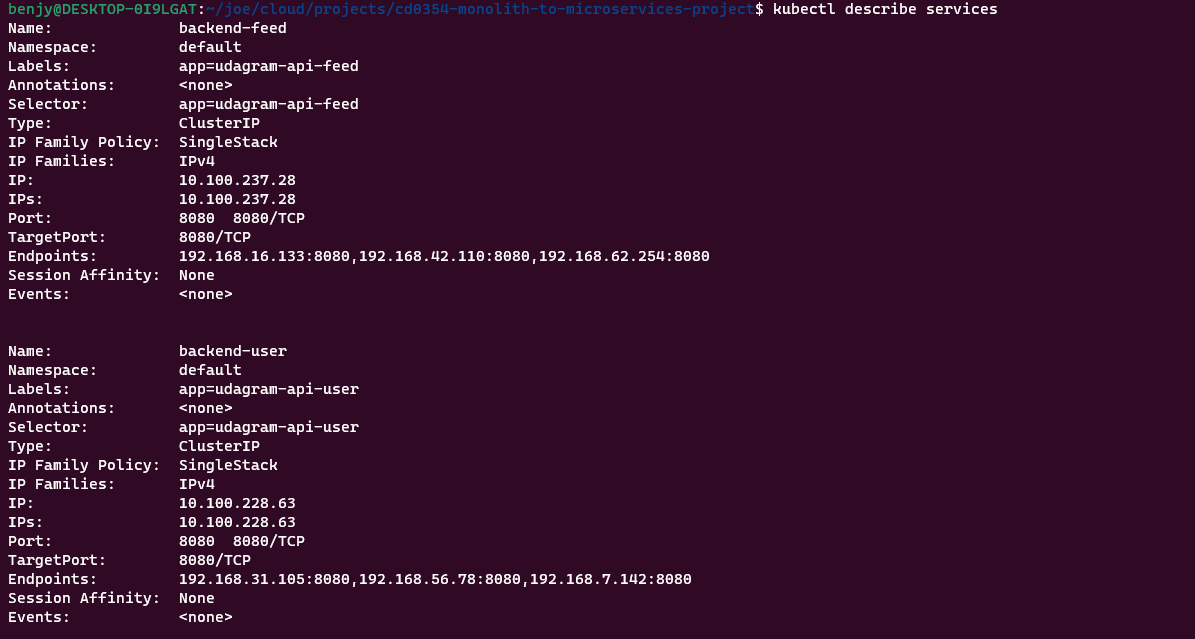 benjy@DESKTOP-0I9LGAT:~/joe/cloud/projects/cd0354-monolith-to-microservices-project$ kubectl describe services
Name:              backend-feed
Namespace:         default
Labels:            app=udagram-api-feed
Annotations:       <none>
Selector:          app=udagram-api-feed
Type:              ClusterIP
IP Family Policy:  SingleStack
IP Families:       IPv4
IP:                10.100.237.28
IPs:               10.100.237.28
Port:              8080  8080/TCP
TargetPort:        8080/TCP
Endpoints:         192.168.16.133:8080,192.168.42.110:8080,192.168.62.254:8080
Session Affinity:  None
Events:            <none>
Name:              backend-user
Namespace:         default
Labels:            app=udagram-api-user
Annotations:       <none>
Selector:          app=udagram-api-user
Type:              ClusterIP
IP Family Policy:  SingleStack
IP Families:       IPv4
IP:                10.100.228.63
IPs:               10.100.228.63
Port:              8080  8080/TCP
TargetPort:        8080/TCP
Endpoints:         192.168.31.105:8080,192.168.56.78:8080,192.168.7.142:8080
Session Affinity:  None
Events:            <none>